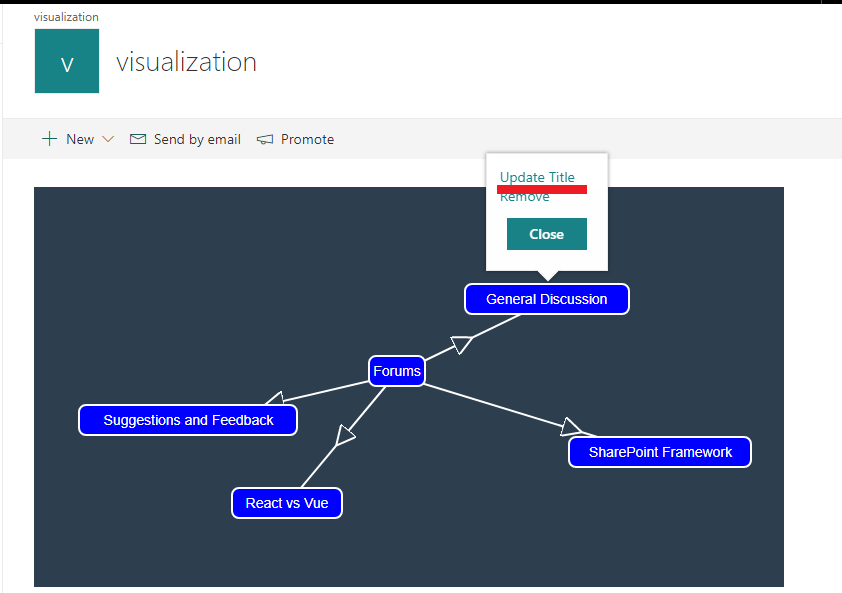 visualization
V
visualization
New
Send by email
Promote
Update Title
Remove
Close
General Discussion
Forums
Suggestions and Feedback
SharePoint Framework
React vs Vue